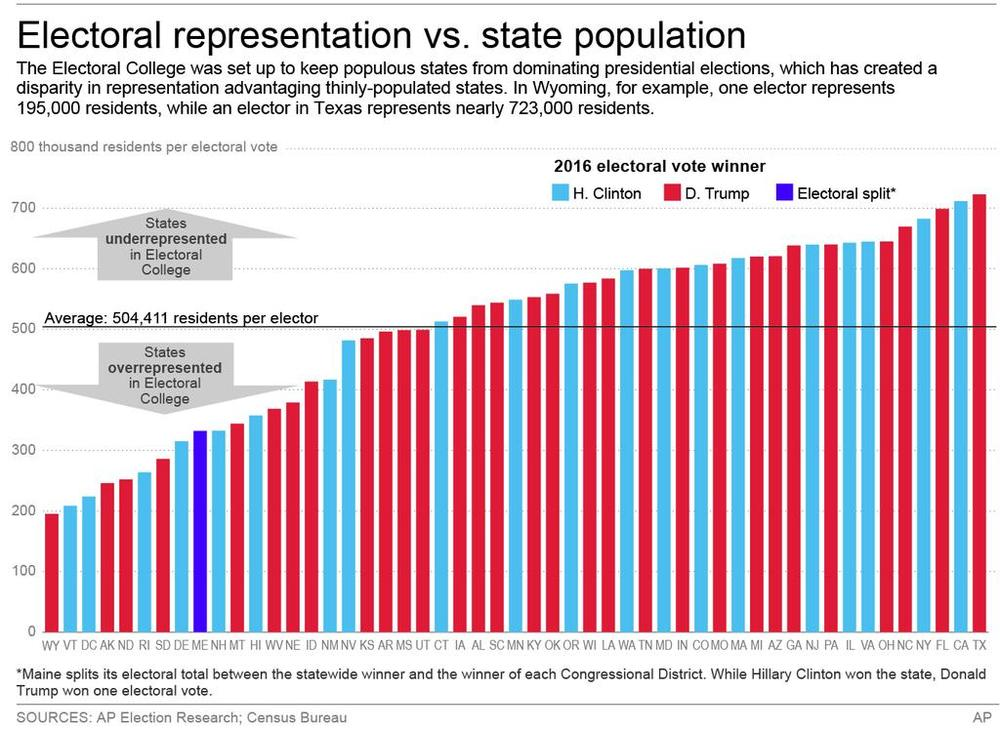 Electoral representation vs. state population
The Electoral College was set up to keep populous states from dominating presidential elections, which has created a
disparity in representation advantaging thinly-populated states. In Wyoming, for example, one elector represents
195,000 residents, while an elector in Texas represents nearly 723,000 residents.
800 thousand residents per electoral vote
2016 electoral vote winner
H. Clinton D. Trump Electoral split*
700
States
underrepresented
in Electoral
College
600
Average: 504,411 residents per elector
500
States
overrepresented
in Electoral
College
400
300
200
100
0
WY VT DC AK ND RI SD DE ME NH MT HI WV NE ID NM NV KS AR MS UT CT IA AL SC MN KY OK OR WI LA WA TN MD IN CO MO MA MI AZ GA NJ PA IL VA OH NC NY FL CA TX
*Maine splits its electoral total between the statewide winner and the winner of each Congressional District. While Hillary Clinton won the state, Donald
Trump won one electoral vote.
SOURCES: AP Election Research; Census Bureau AP